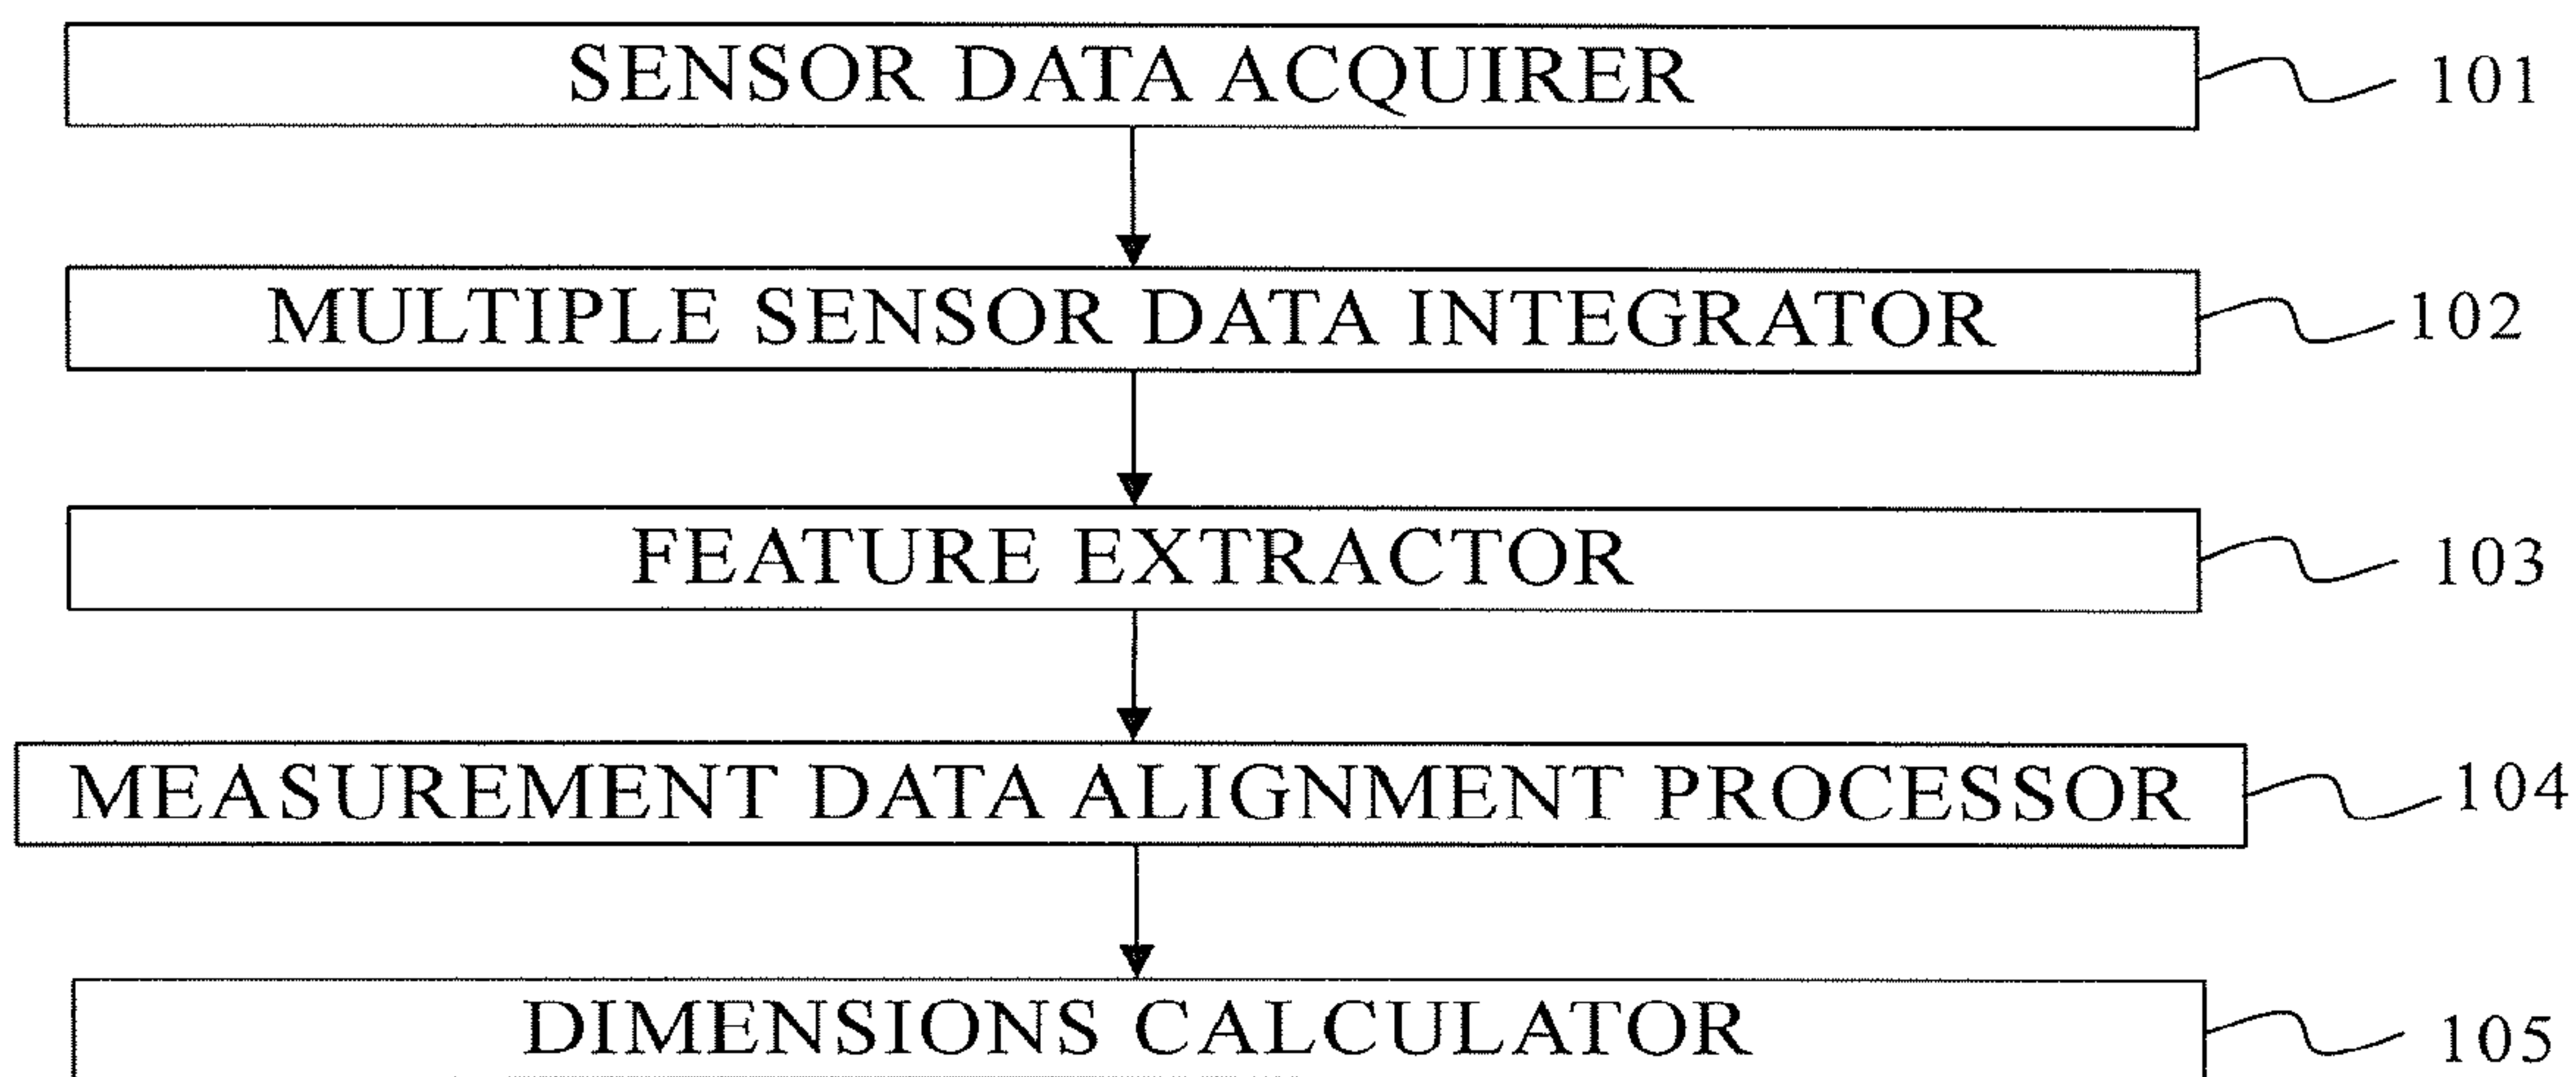 SENSOR DATA ACQUIRER 101
MULTIPLE SENSOR DATA INTEGRATOR 102
FEATURE EXTRACTOR 103
MEASUREMENT DATA ALIGNMENT PROCESSOR 104
DIMENSIONS CALCULATOR 105